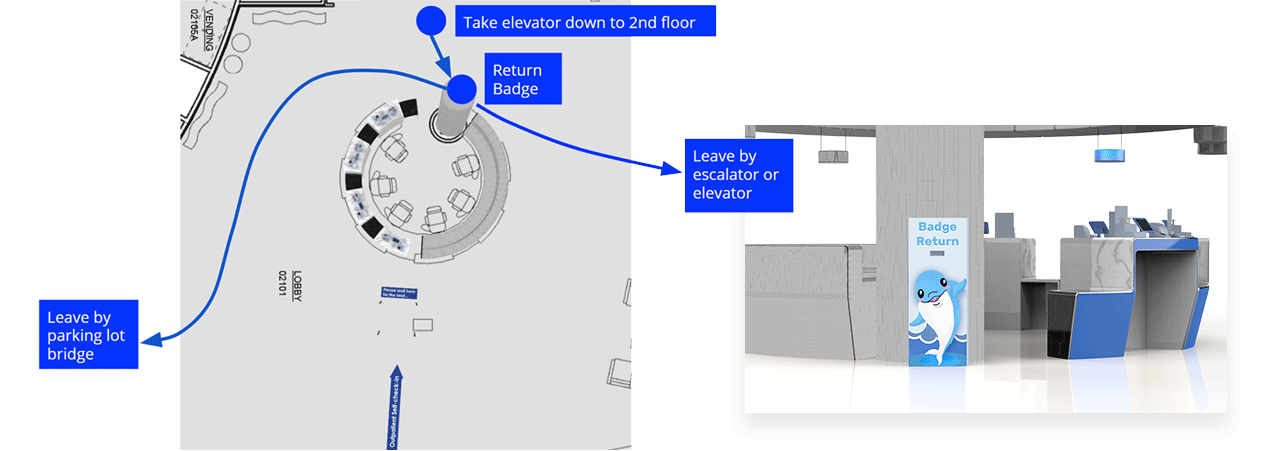 VENDING
02106A
Take elevator down to 2nd floor
Return
Badge
Leave by
escalator or
elevator
Badge
Return
LOBBY
02101
Please wait here
for the next...
Leave by
parking lot
bridge
Outpatient Self-check-in